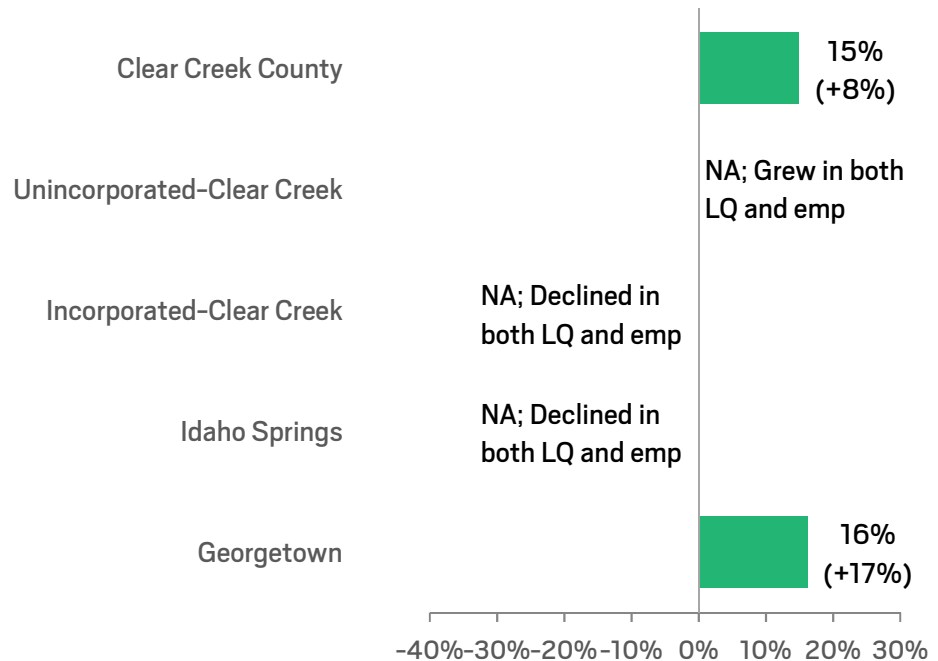 Clear Creek County
15%
(+8%)
Unincorporated-Clear Creek
NA; Grew in both
LQ and emp
Incorporated-Clear Creek
NA; Declined in
both LQ and emp
Idaho Springs
NA; Declined in
both LQ and emp
Georgetown
16%
(+17%)
-40% -30% -20% -10% 0% 10% 20% 30%